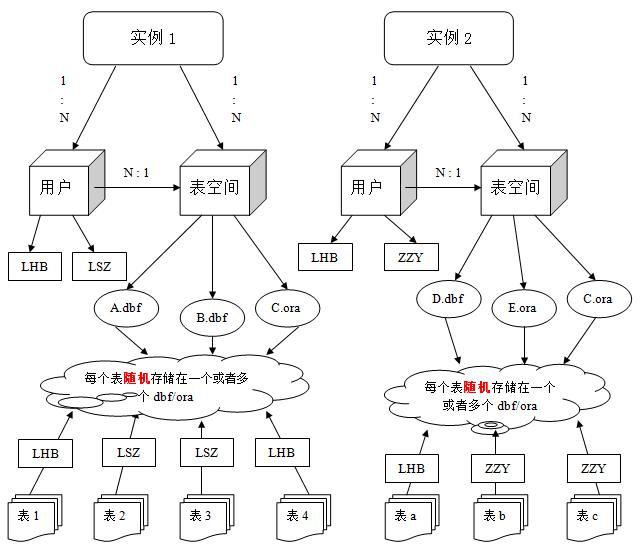 实例 1
实例 2
1
:
N
1
:
N
1
:
N
1
:
N
用户
N : 1
表空间
用户
N : 1
表空间
LHB
LSZ
LHB
ZZY
A.dbf
B.dbf
C.ora
D.dbf
E.ora
C.ora
每个表随机存储在一个或者多
个 dbf/ora
每个表随机存储在一个
或者多个 dbf/ora
LHB
LSZ
LSZ
LHB
LHB
ZZY
ZZY
表 1
表 2
表 3
表 4
表 a
表 b
表 c